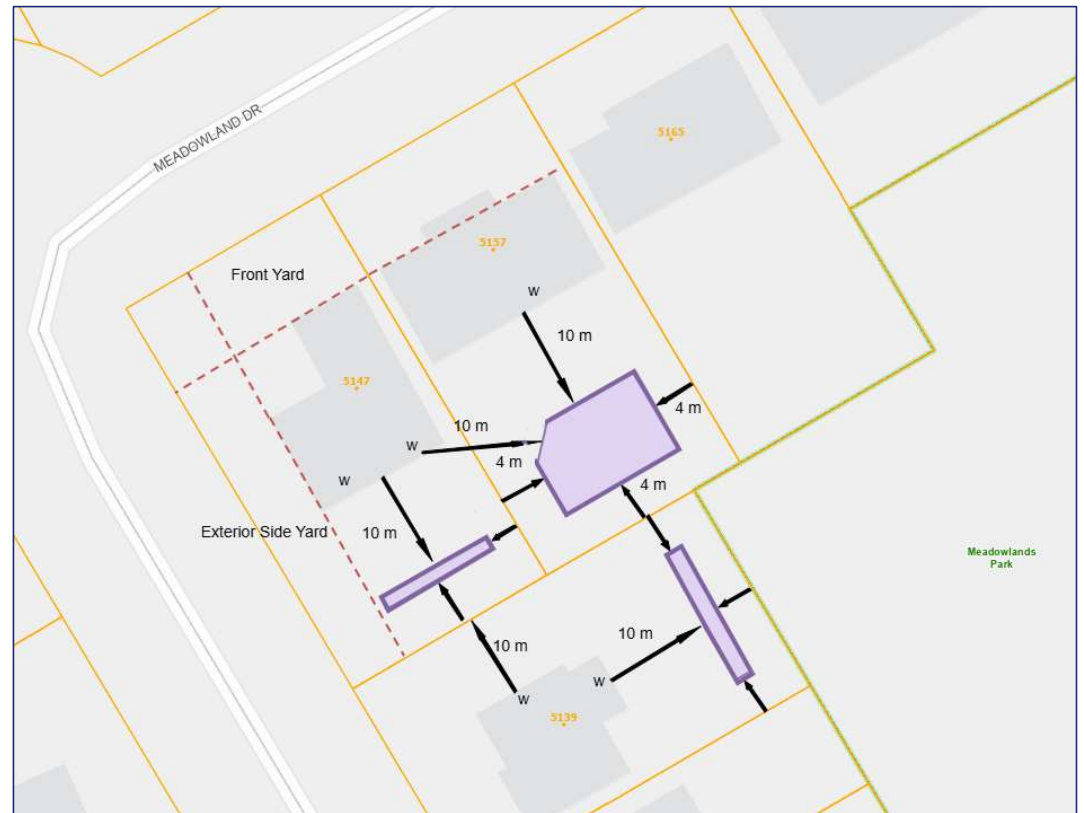 MEADOWLAND DR
5165
5157
Front Yard
W
10 m
5147
4 m
10 m
W
4 m
W
4 m
Exterior Side Yard
10 m
Meadowlands
Park
10 m
10 m
W
W
5139